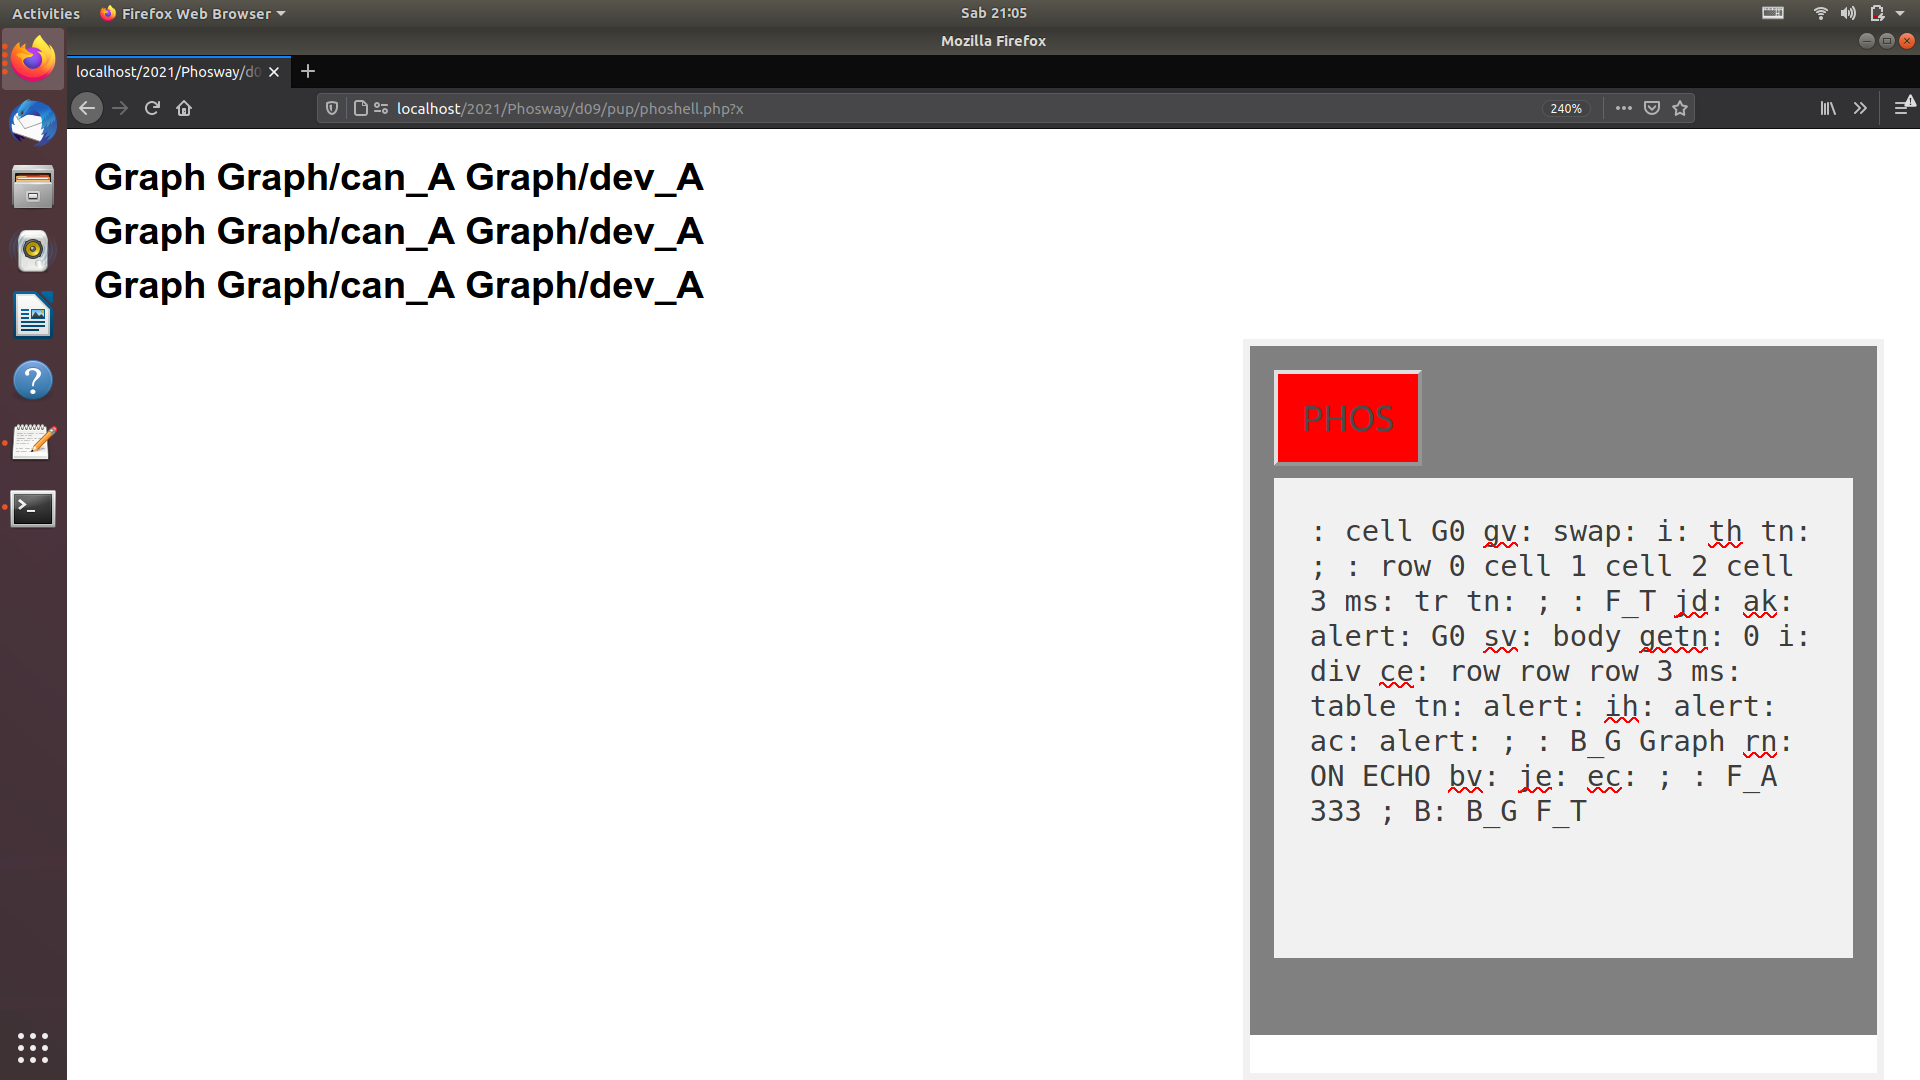 Activities Firefox Web Browser Sab 21:05
Mozilla Firefox
localhost/2021/Phosway/d0
localhost/2021/Phosway/d09/pup/phoshell.php?x 240%
Graph Graph/can_A Graph/dev_A
Graph Graph/can_A Graph/dev_A
Graph Graph/can_A Graph/dev_A
PHOS
: cell G0 gv: swap: i: th tn:
; : row 0 cell 1 cell 2 cell
3 ms: tr tn: ; : F_T jd: ak:
alert: G0 sv: body getn: 0 i:
div ce: row row row 3 ms:
table tn: alert: ih: alert:
ac: alert: ; : B_G Graph rn:
ON ECHO bv: je: ec: ; : F_A
333 ; B: B_G F_T